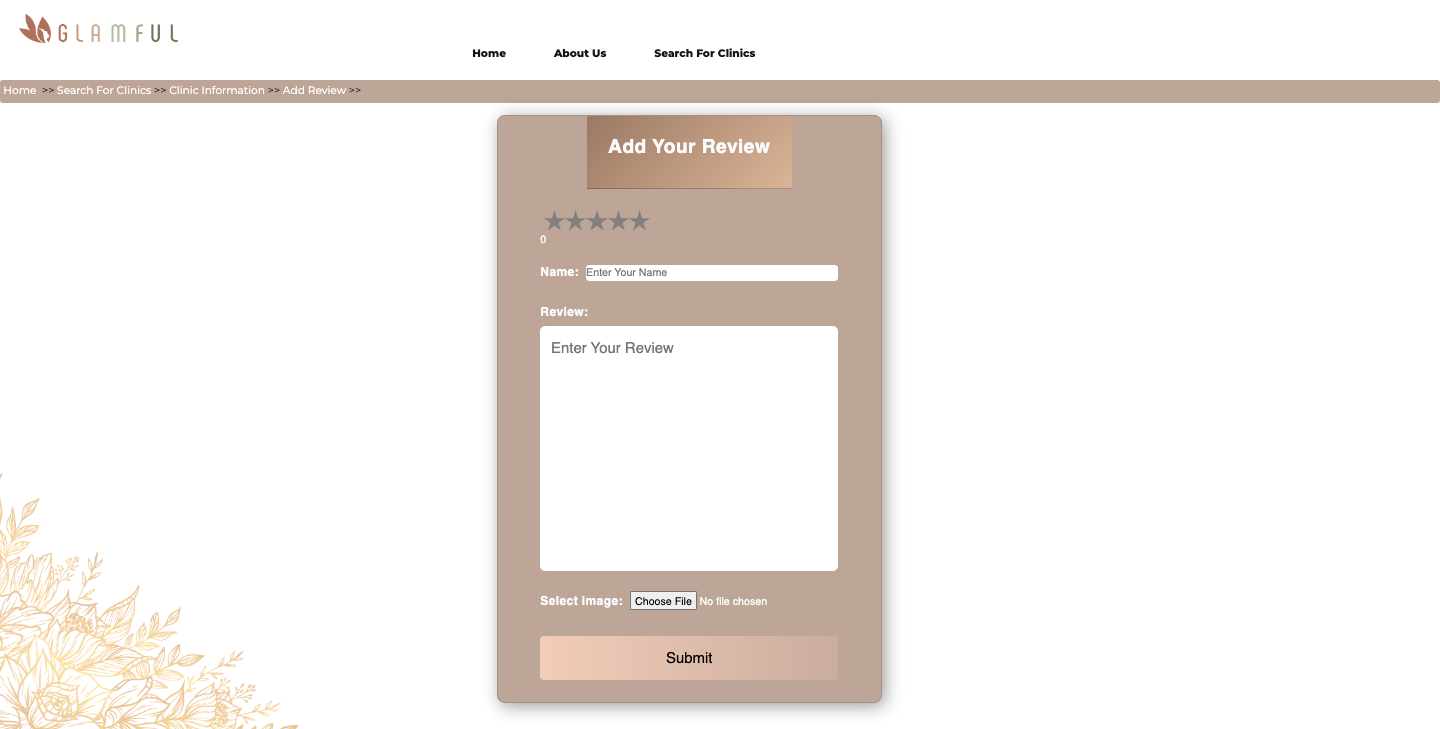 GLAMFUL
Home About Us Search For Clinics
Home >> Search For Clinics >> Clinic Information >> Add Review >>
Add Your Review
★★★★★
0
Name: Enter Your Name
Review:
Enter Your Review
Select image: Choose File No file chosen
Submit